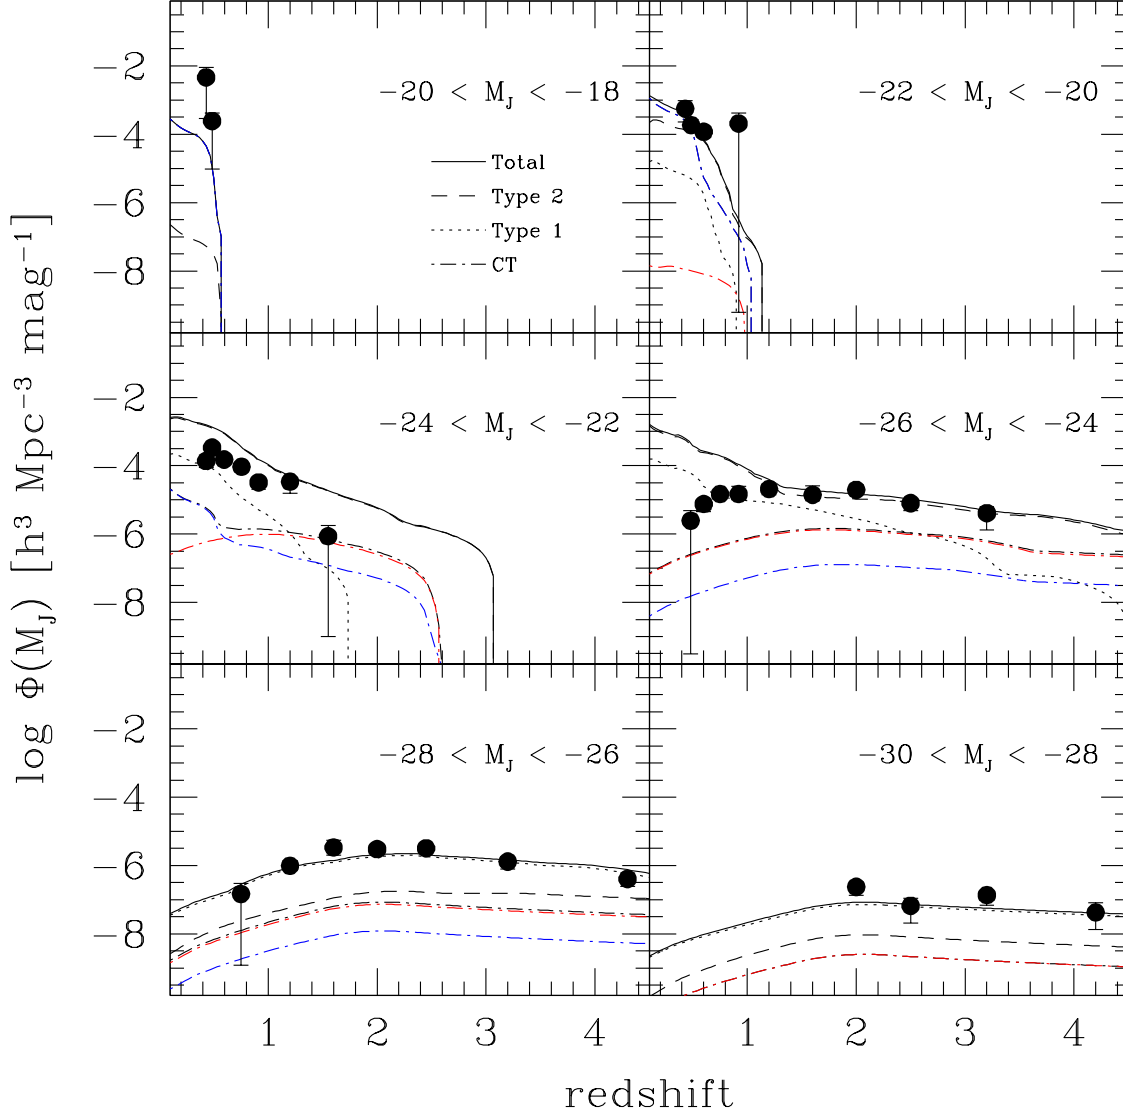 −2
−4
−6
−8
−20 < M_J < −18
Total
Type 2
Type 1
CT
−22 < M_J < −20
−2
−4
−6
−8
−24 < M_J < −22
−26 < M_J < −24
−2
−4
−6
−8
−28 < M_J < −26
−30 < M_J < −28
1 2 3 4
1 2 3 4
redshift
log Φ(M_J) [h³ Mpc⁻³ mag⁻¹]